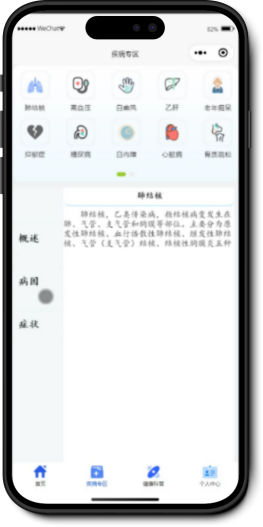 WeChat
82%
疾病专区
肺结核 高血压 白癜风 乙肝 老年痴呆
抑郁症 糖尿病 白内障 心脏病 骨质疏松
肺结核
肺结核，乙类传染病，指结核病变发生在
肺、气管、支气管和胸膜等部位。主要分为原
发性肺结核、血行播散性肺结核、继发性肺结
核、气管（支气管）结核、结核性胸膜炎五种
概述
病因
症状
首页 疾病专区 健康科普 个人中心